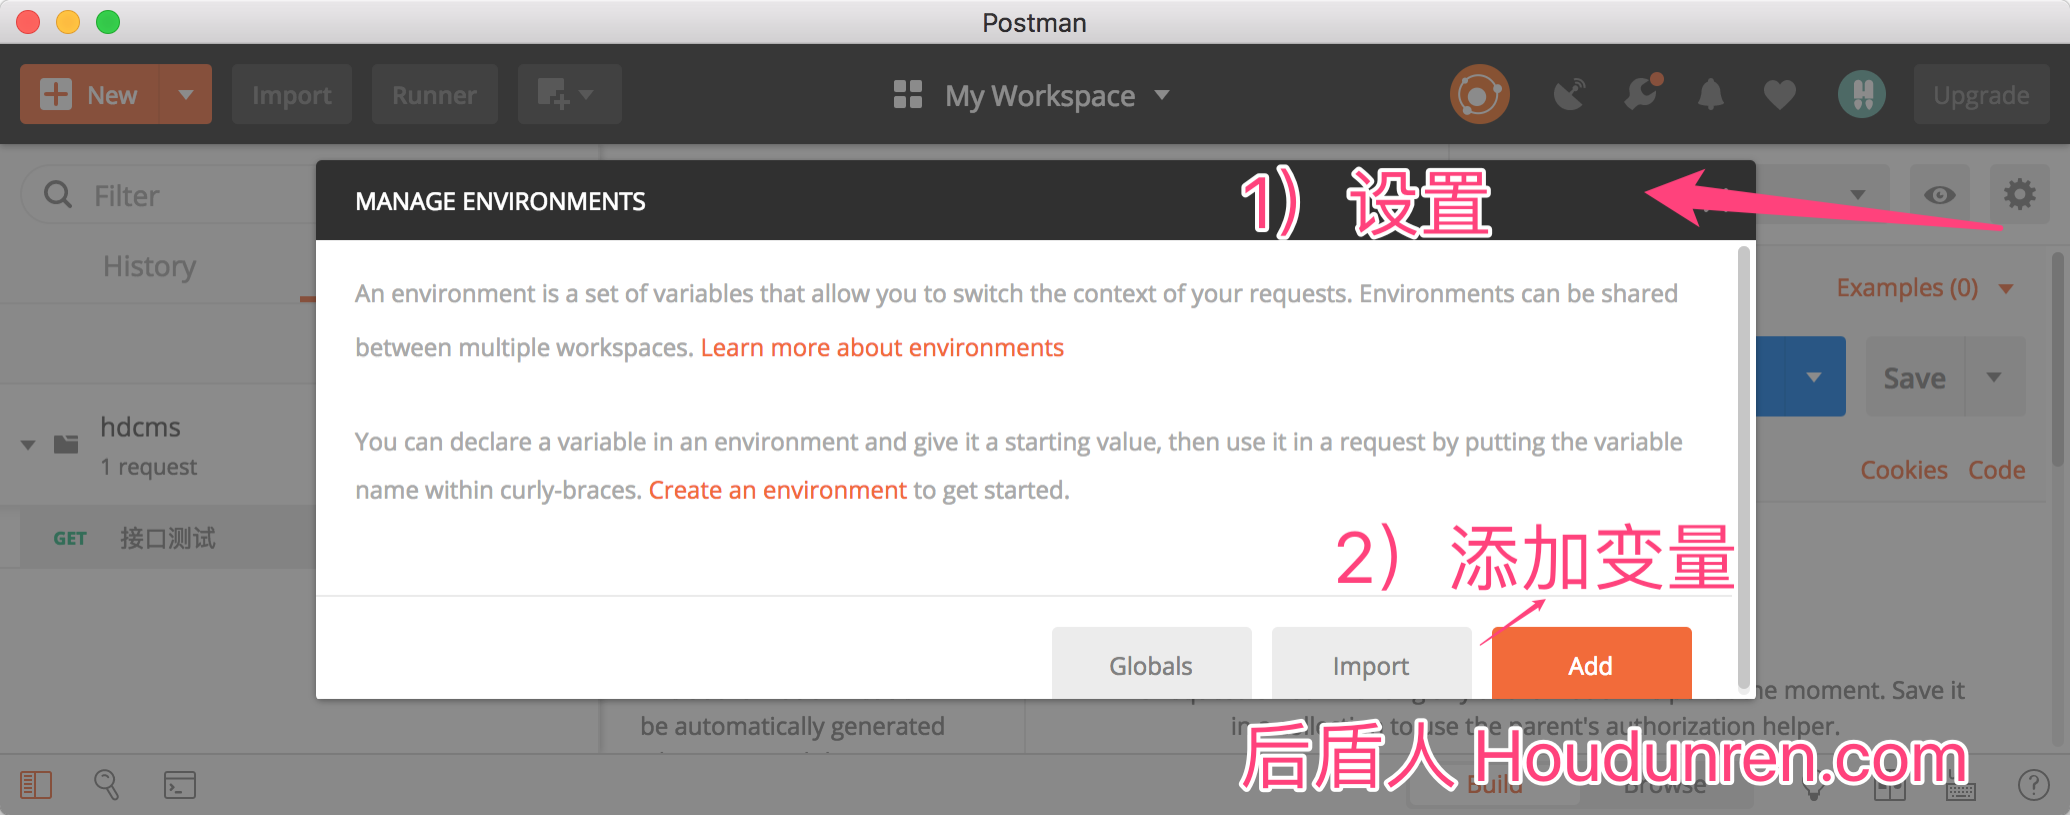 Postman
New
Import
Runner
My Workspace
Upgrade
Filter
MANAGE ENVIRONMENTS
1） 设置
History
An environment is a set of variables that allow you to switch the context of your requests. Environments can be shared
between multiple workspaces. Learn more about environments
Examples (0)
Save
hdcms
1 request
You can declare a variable in an environment and give it a starting value, then use it in a request by putting the variable
name within curly-braces. Create an environment to get started.
Cookies Code
GET 接口测试
2） 添加变量
Globals
Import
Add
the moment. Save it
be automatically generated
to use the parent's authorization helper.
后盾人 Houdunren.com
Build
Browse